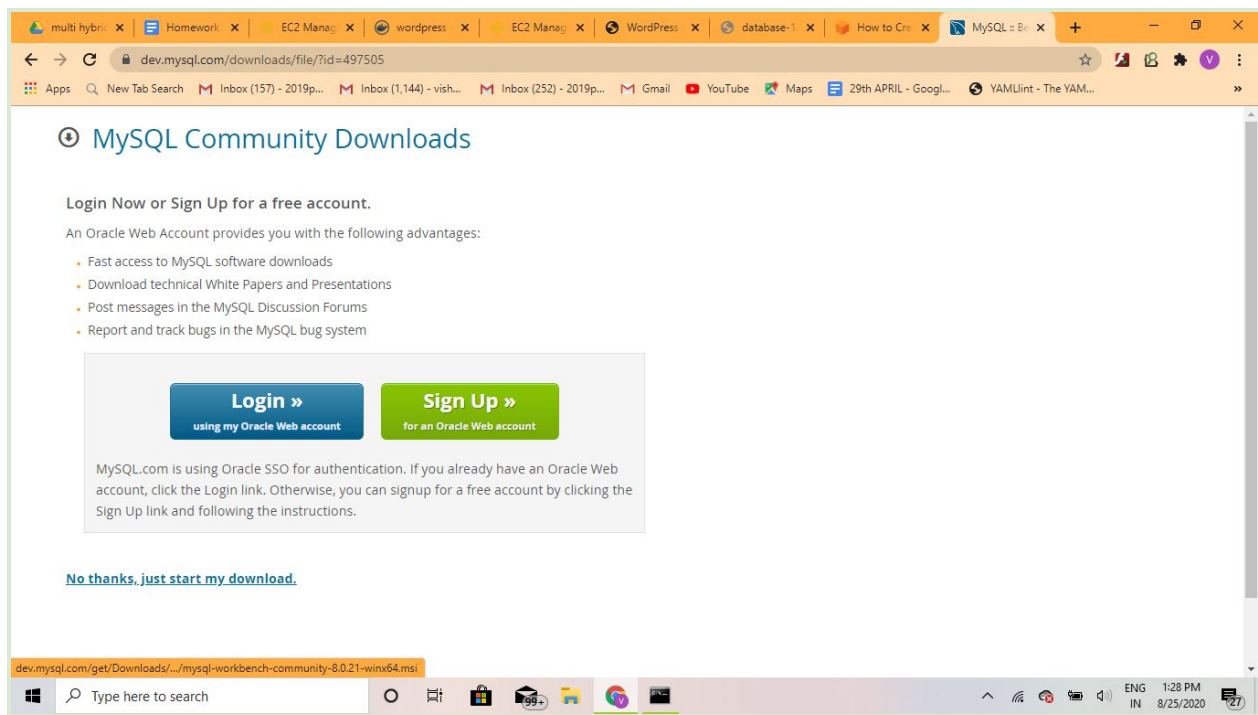 multi hybric
Homework
EC2 Manag
wordpress
EC2 Manag
WordPress
database-1
How to Cre
MySQL :: Be
dev.mysql.com/downloads/file/?id=497505
V
Apps
New Tab Search
Inbox (157) - 2019p...
Inbox (1,144) - vish...
Inbox (252) - 2019p...
Gmail
YouTube
Maps
29th APRIL - Googl...
YAMLlint - The YAM...
»
MySQL Community Downloads
Login Now or Sign Up for a free account.
An Oracle Web Account provides you with the following advantages:
Fast access to MySQL software downloads
Download technical White Papers and Presentations
Post messages in the MySQL Discussion Forums
Report and track bugs in the MySQL bug system
Login »
using my Oracle Web account
Sign Up »
for an Oracle Web account
MySQL.com is using Oracle SSO for authentication. If you already have an Oracle Web
account, click the Login link. Otherwise, you can signup for a free account by clicking the
Sign Up link and following the instructions.
No thanks, just start my download.
dev.mysql.com/get/Downloads/.../mysql-workbench-community-8.0.21-winx64.msi
Type here to search
99+
ENG
IN
1:28 PM
8/25/2020
27